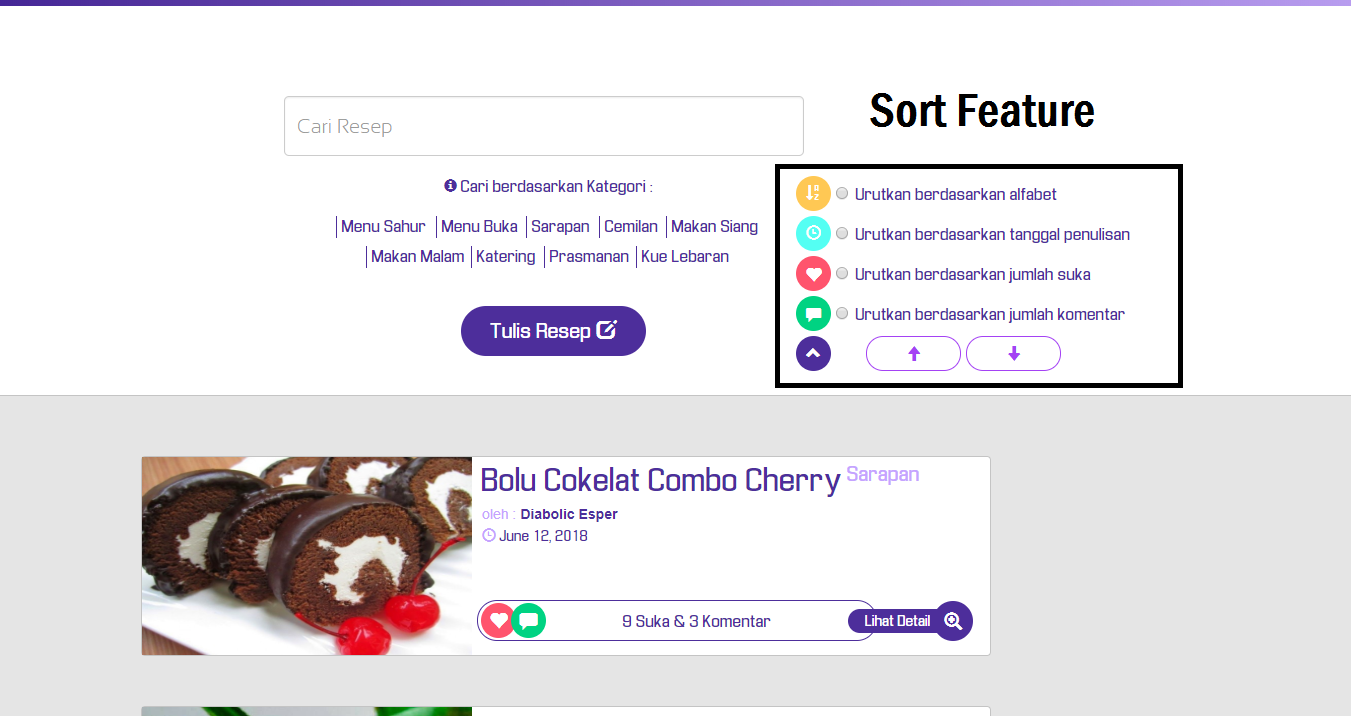 Sort Feature
Cari Resep
Cari berdasarkan Kategori :
Menu Sahur Menu Buka Sarapan Cemilan Makan Siang
Makan Malam Katering Prasmanan Kue Lebaran
Tulis Resep
Urutkan berdasarkan alfabet
Urutkan berdasarkan tanggal penulisan
Urutkan berdasarkan jumlah suka
Urutkan berdasarkan jumlah komentar
Bolu Cokelat Combo Cherry Sarapan
oleh : Diabolic Esper
June 12, 2018
9 Suka & 3 Komentar
Lihat Detail